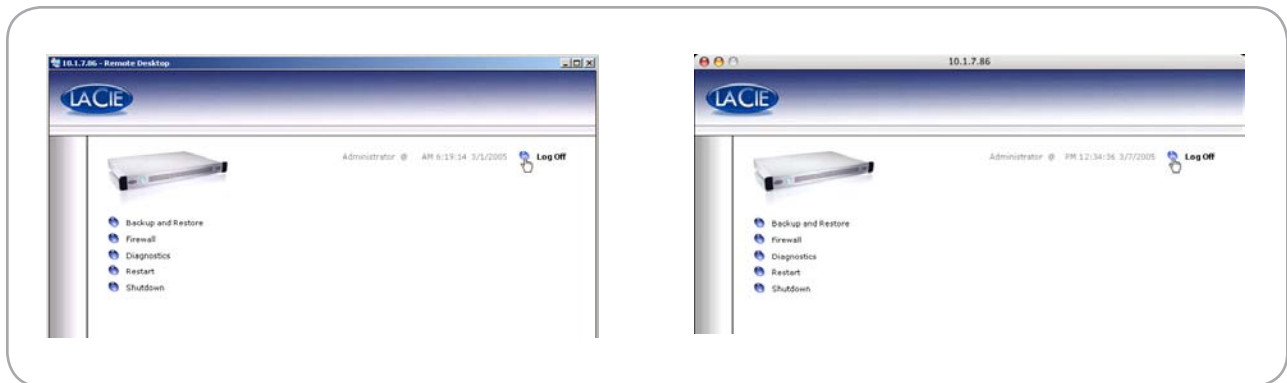 10.1.7.86 - Remote Desktop
LACIE
Administrator @ AM 6:19:14 3/1/2005 Log Off
Backup and Restore
Firewall
Diagnostics
Restart
Shutdown
10.1.7.86
LACIE
Administrator @ PM 12:34:36 3/7/2005 Log Off
Backup and Restore
Firewall
Diagnostics
Restart
Shutdown